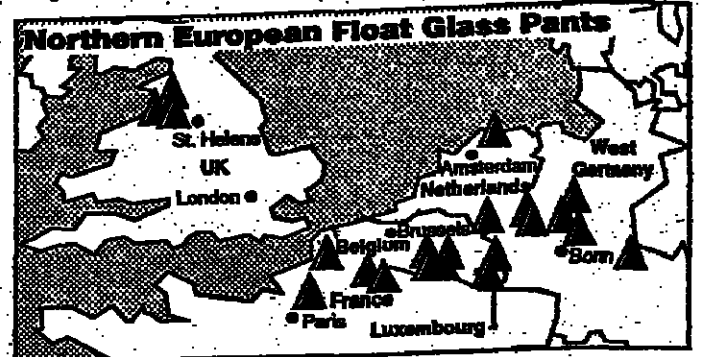 Northern European Float Glass Pants
St. Helens
UK
London
Amsterdam
Netherlands
West
Germany
Brussels
Belgium
Bonn
France
Paris
Luxembourg